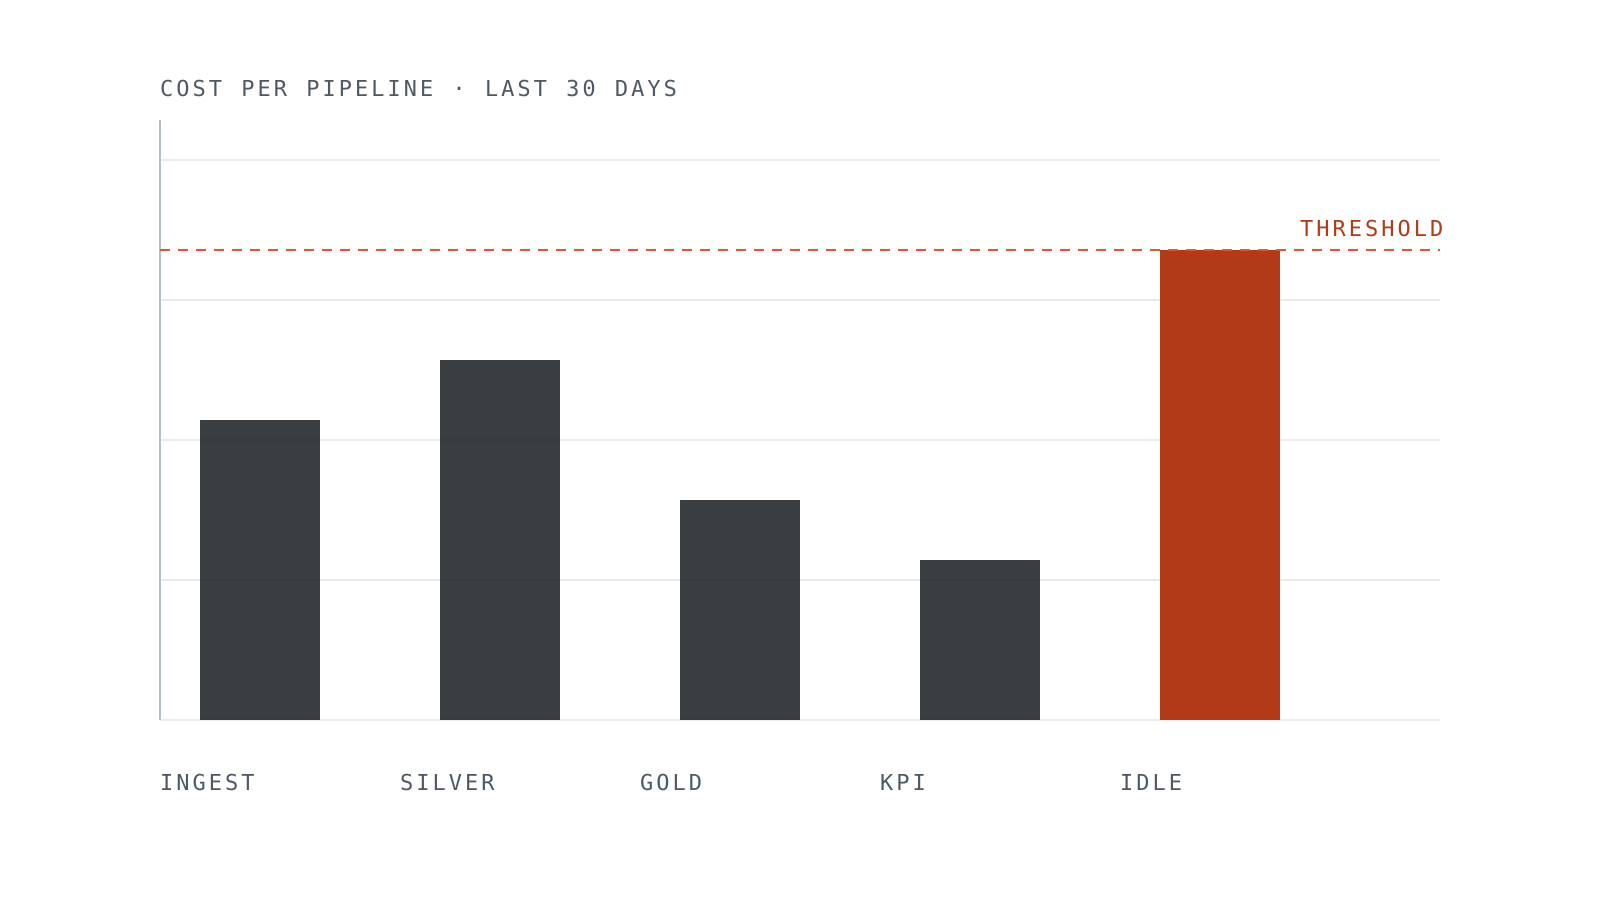 COST PER PIPELINE · LAST 30 DAYS
THRESHOLD
INGEST
SILVER
GOLD
KPI
IDLE